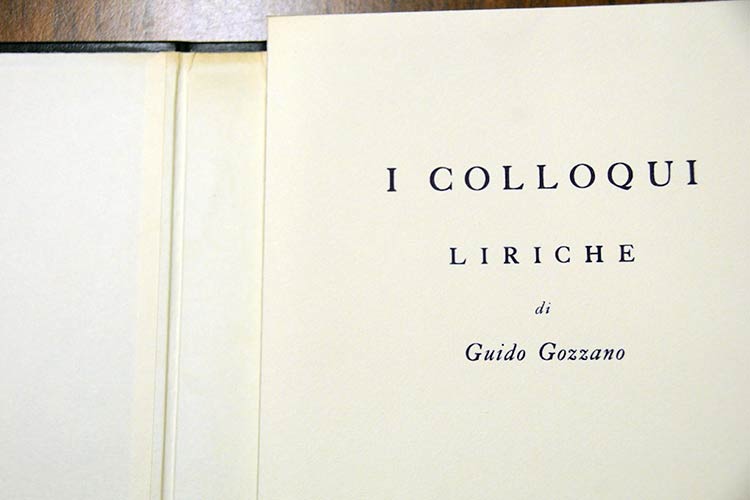 I COLLOQUI
LIRICHE
di
Guido Gozzano